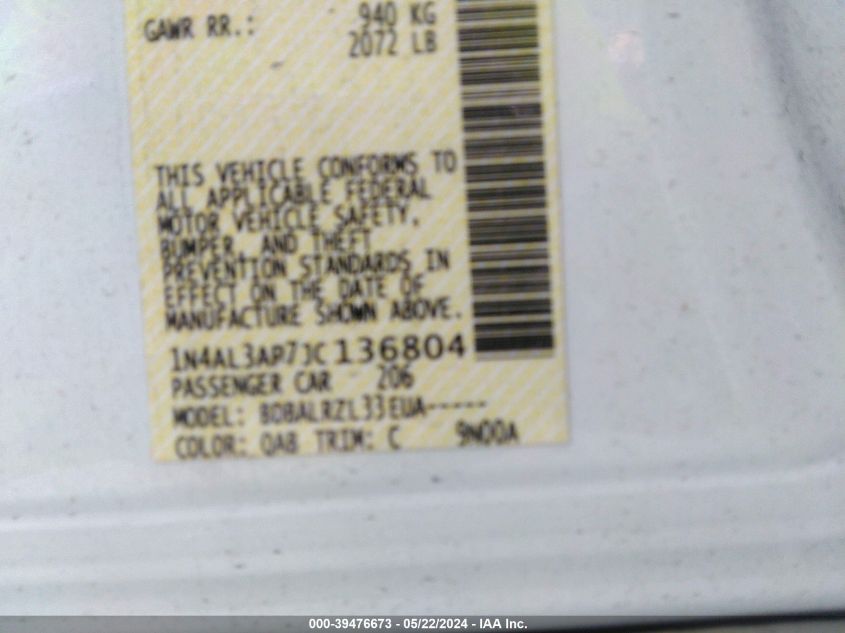 GAWR RR.: 940 KG
2072 LB
THIS VEHICLE CONFORMS TO
ALL APPLICABLE FEDERAL
MOTOR VEHICLE SAFETY,
BUMPER, AND THEFT
PREVENTION STANDARDS IN
EFFECT ON THE DATE OF
MANUFACTURE SHOWN ABOVE.
1N4AL3AP7JC136804
PASSENGER CAR 206
MODEL: BDBALRZL33EUA-----
COLOR: QAB TRIM: C 9N00A
000-39476673 - 05/22/2024 - IAA Inc.